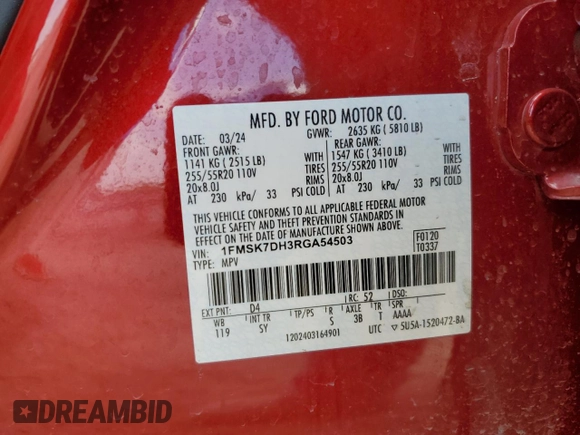 MFD. BY FORD MOTOR CO.
DATE: 03/24 GVWR: 2635 KG ( 5810 LB)
FRONT GAWR: REAR GAWR:
1141 KG ( 2515 LB) WITH 1547 KG ( 3410 LB) WITH
255/55R20 110V TIRES 255/55R20 110V TIRES
20x8.0J RIMS 20x8.0J RIMS
AT 230 kPa/ 33 PSI COLD AT 230 kPa/ 33 PSI COLD
THIS VEHICLE CONFORMS TO ALL APPLICABLE FEDERAL MOTOR
VEHICLE SAFETY AND THEFT PREVENTION STANDARDS IN
EFFECT ON THE DATE OF MANUFACTURE SHOWN ABOVE.
VIN: 1FMSK7DH3RGA54503 F0120
TYPE: MPV T0337
EXT PNT: D4 RC: 52 DSO:
WB INT TR TP/PS R AXLE TR SPR
119 SY S 3B T AAAA
1202403164901 UTC ▽ 5U5A-1520472-BA
DREAMBID